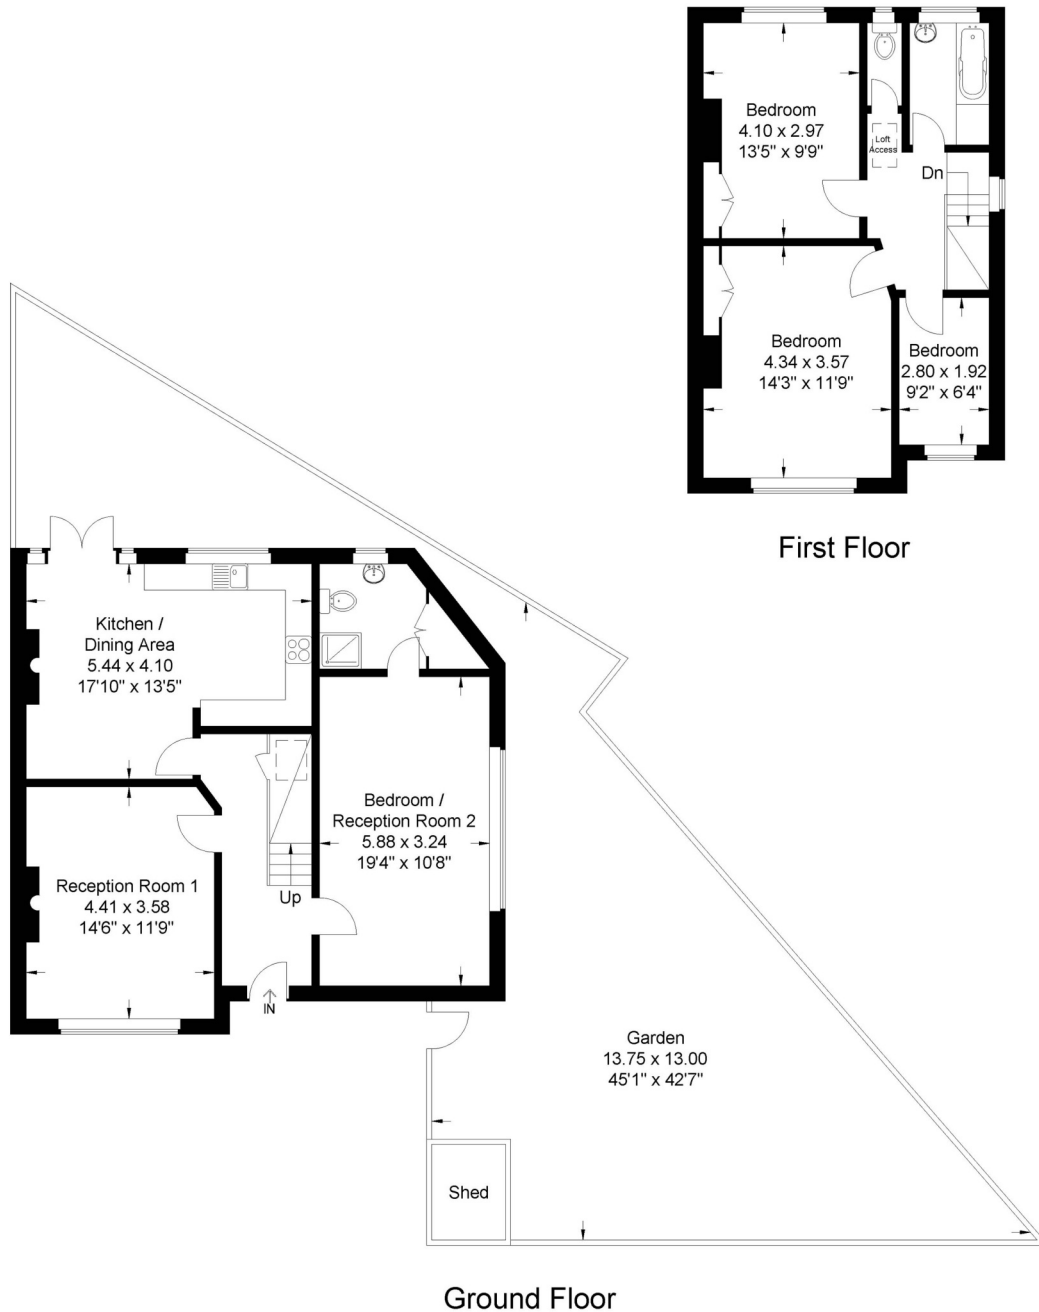 Bedroom
4.10 x 2.97
13'5" x 9'9"
Loft
Access
Dn
Bedroom
4.34 x 3.57
14'3" x 11'9"
Bedroom
2.80 x 1.92
9'2" x 6'4"
First Floor
Kitchen /
Dining Area
5.44 x 4.10
17'10" x 13'5"
Bedroom /
Reception Room 2
5.88 x 3.24
19'4" x 10'8"
Reception Room 1
4.41 x 3.58
14'6" x 11'9"
Up
IN
Garden
13.75 x 13.00
45'1" x 42'7"
Shed
Ground Floor